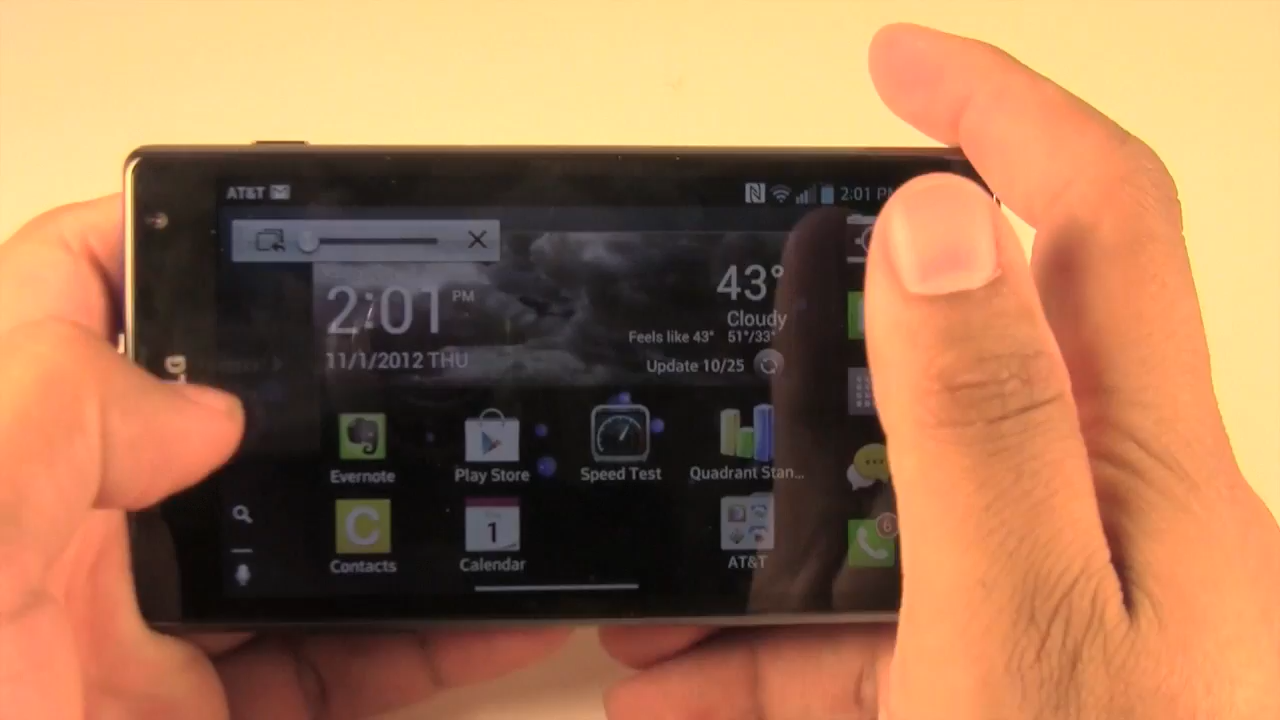 AT&T
2:01 PM
2:01 PM
11/1/2012 THU
43°
Cloudy
Feels like 43° 51°/33°
Update 10/25
Evernote
Play Store
Speed Test
Quadrant Stan...
C
Contacts
1
Calendar
AT&T
6